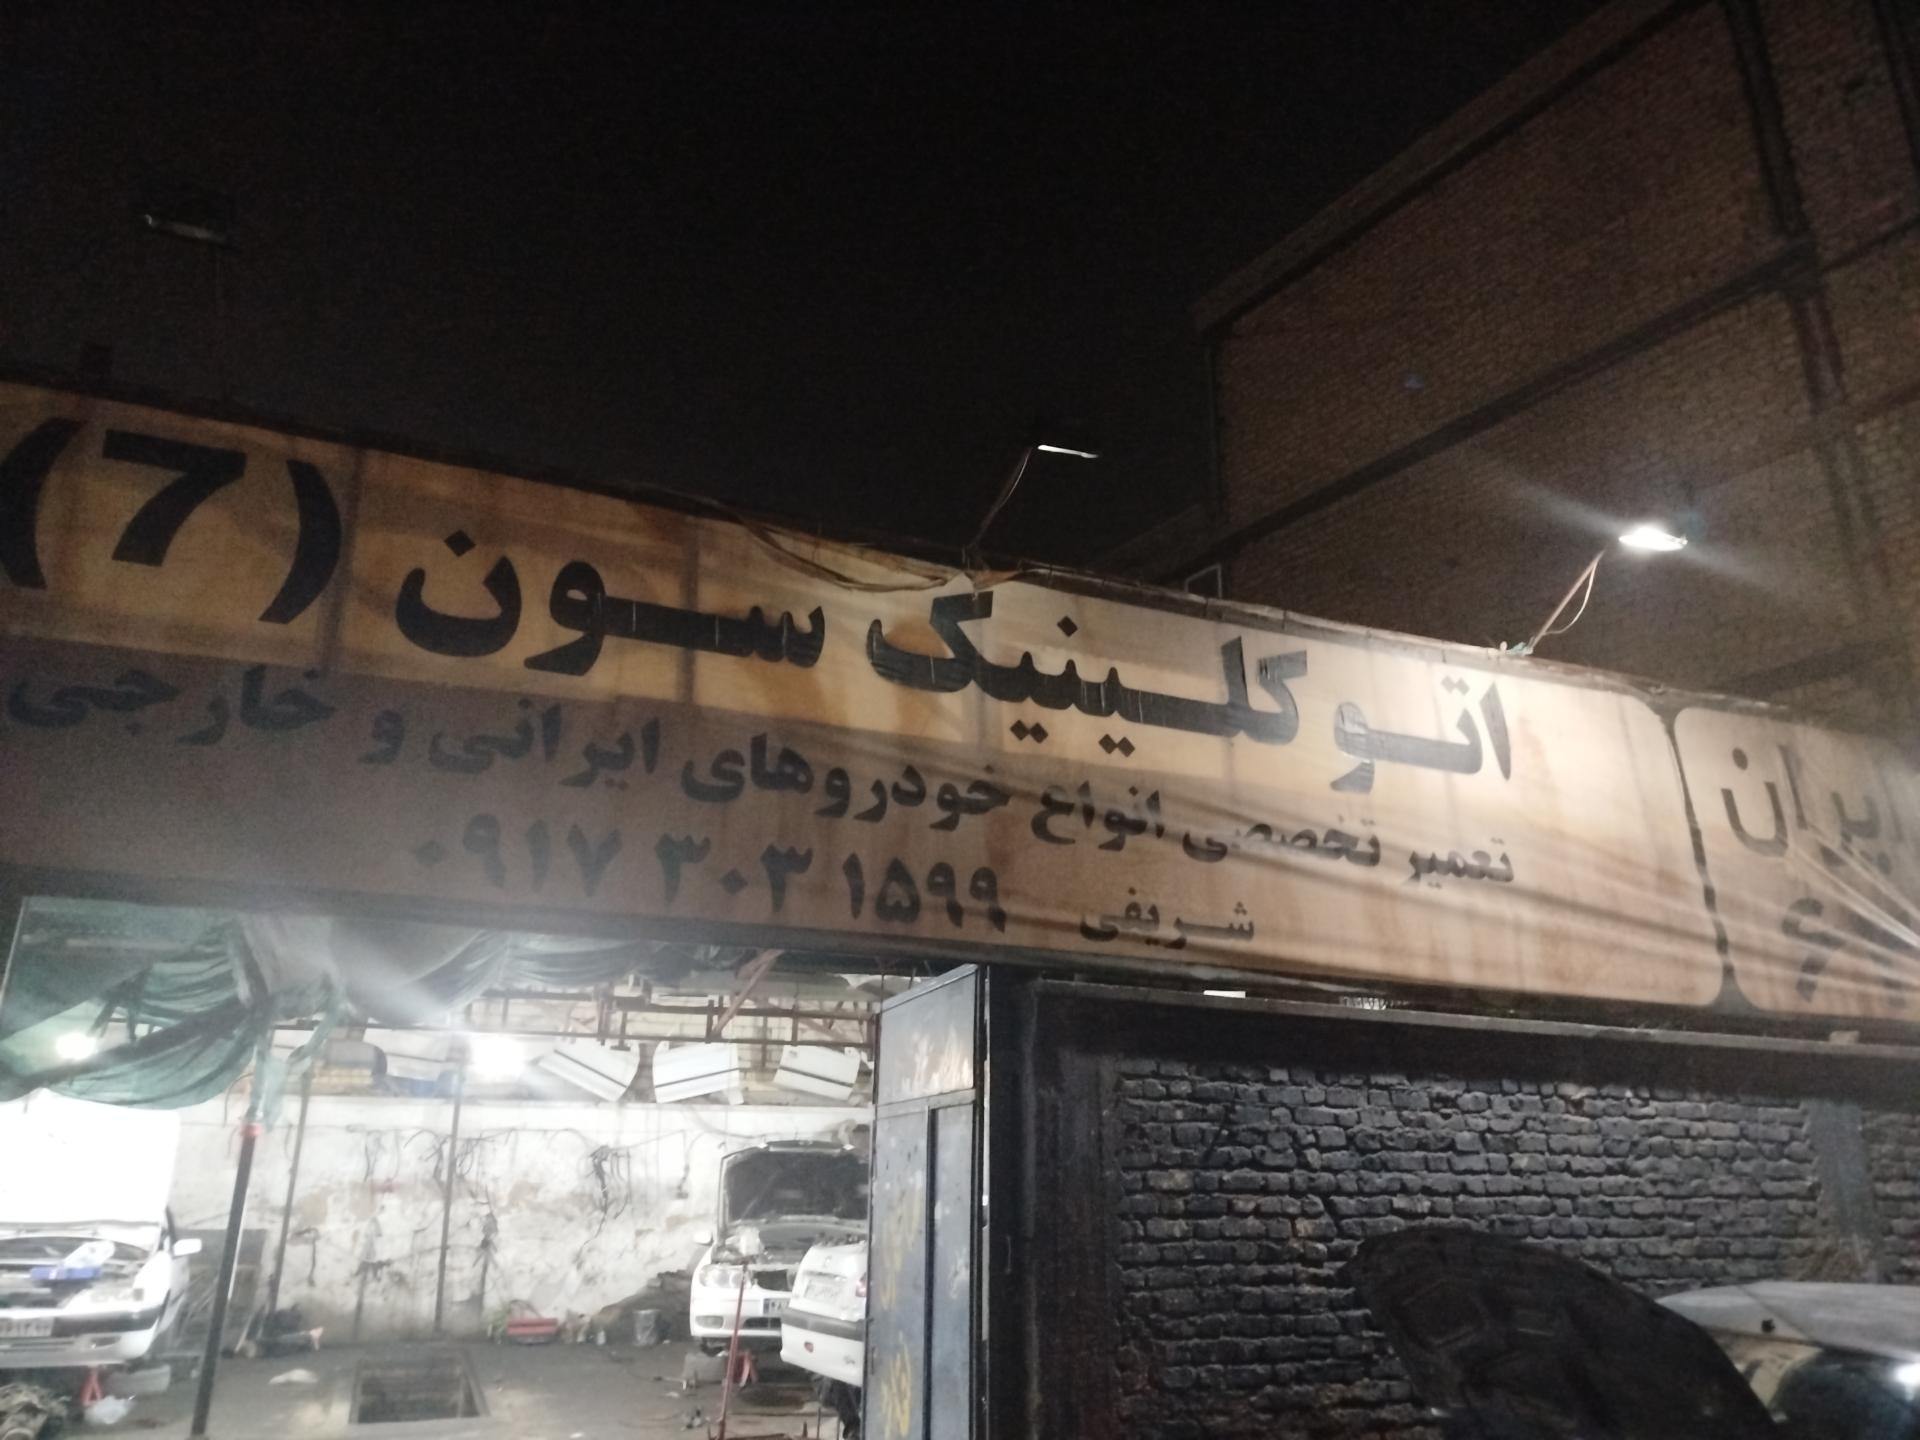 اتوکلینیک سون (7)
تعمیر تخصصی انواع خودروهای ایرانی و خارجی
شریفی ۰۹۱۷ ۳۰۳ ۱۵۹۹